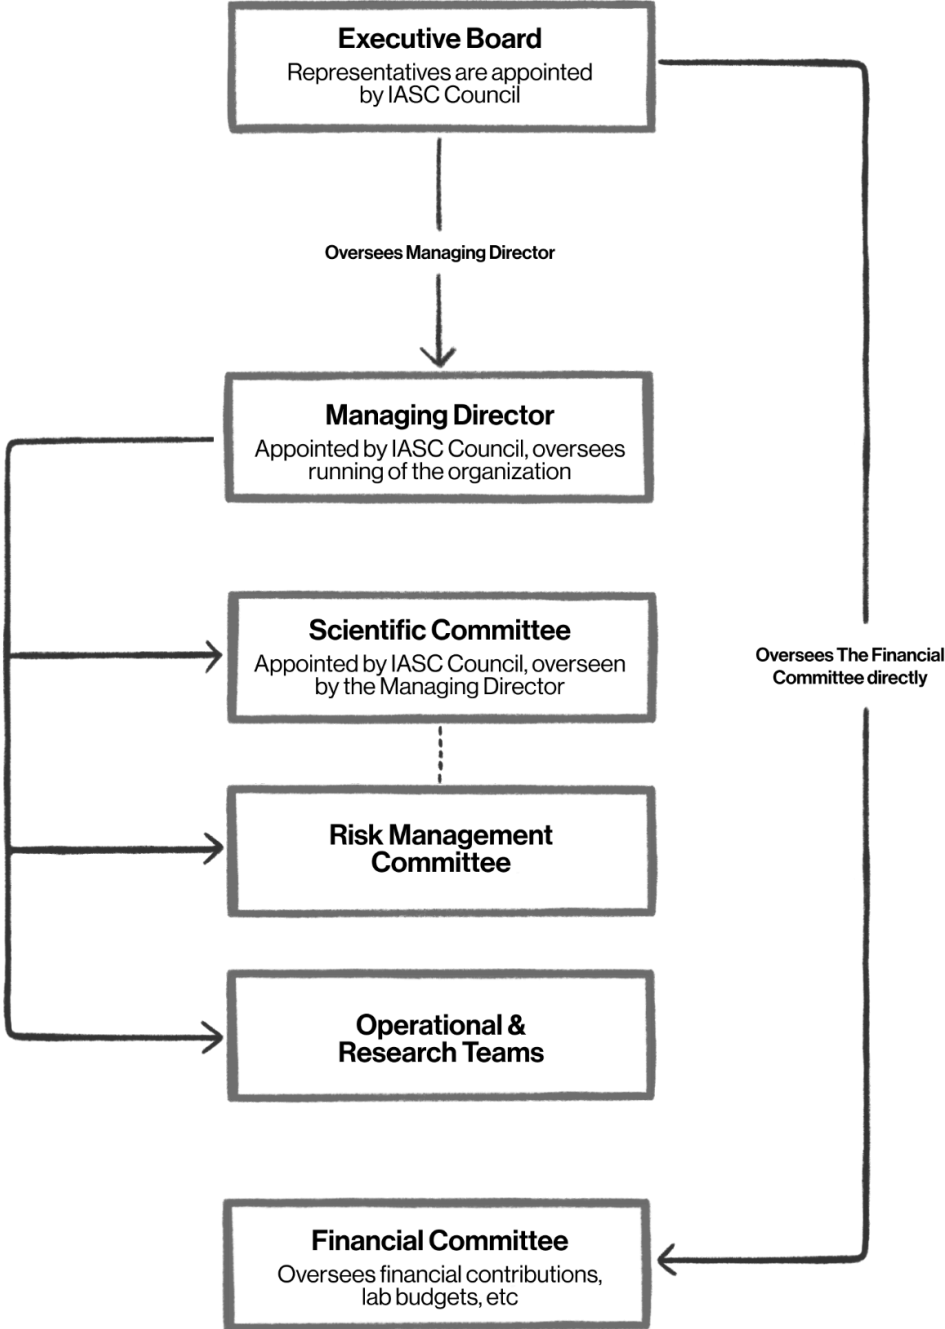 Executive Board
Representatives are appointed
by IASC Council
Oversees Managing Director
Managing Director
Appointed by IASC Council, oversees
running of the organization
Scientific Committee
Appointed by IASC Council, overseen
by the Managing Director
Oversees The Financial
Committee directly
Risk Management
Committee
Operational &
Research Teams
Financial Committee
Oversees financial contributions,
lab budgets, etc